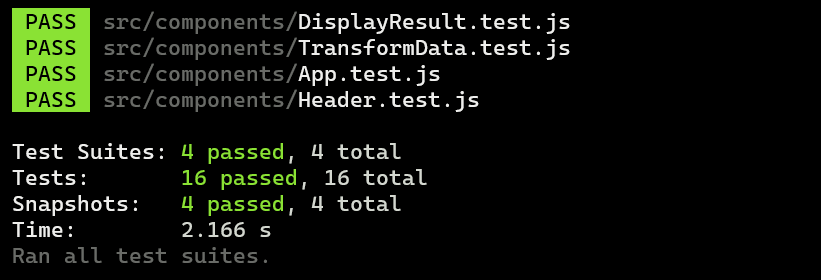 PASS src/components/DisplayResult.test.js
PASS src/components/TransformData.test.js
PASS src/components/App.test.js
PASS src/components/Header.test.js
Test Suites: 4 passed, 4 total
Tests: 16 passed, 16 total
Snapshots: 4 passed, 4 total
Time: 2.166 s
Ran all test suites.